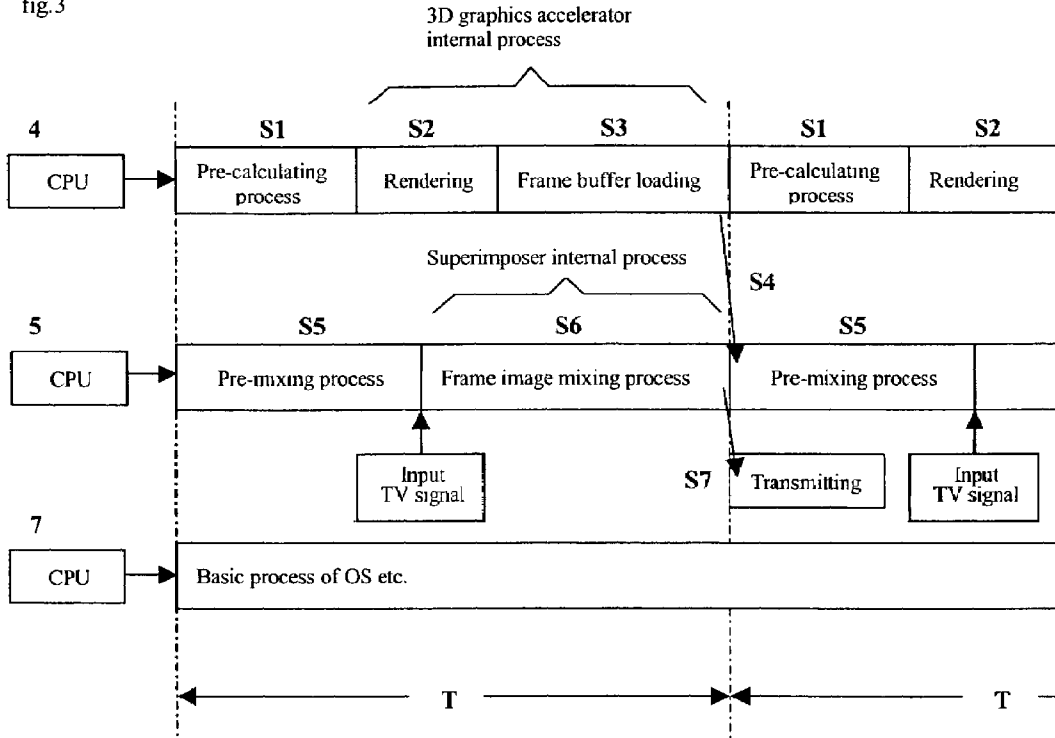 fig.3
3D graphics accelerator
internal process
4
S1
S2
S3
S1
S2
CPU
Pre-calculating
process
Rendering
Frame buffer loading
Pre-calculating
process
Rendering
Superimposer internal process
S4
5
S5
S6
S5
CPU
Pre-mixing process
Frame image mixing process
Pre-mixing process
Input
TV signal
S7
Transmitting
Input
TV signal
7
CPU
Basic process of OS etc.
T
T